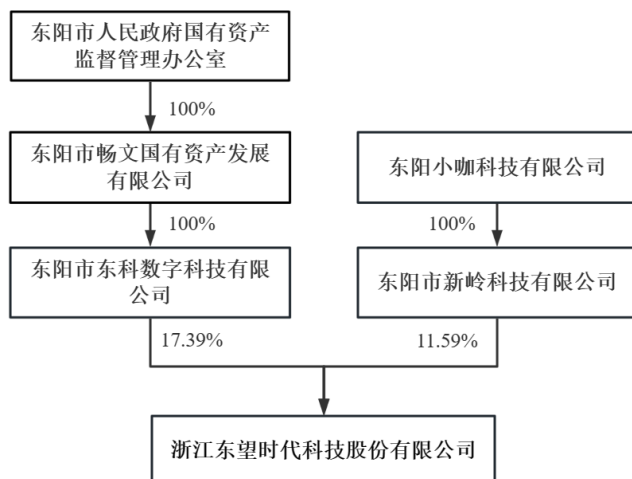 东阳市人民政府国有资产
监督管理办公室
100%
东阳市畅文国有资产发展
有限公司
东阳小咖科技有限公司
100%
100%
东阳市东科数字科技有限
公司
东阳市新岭科技有限公司
17.39%
11.59%
浙江东望时代科技股份有限公司